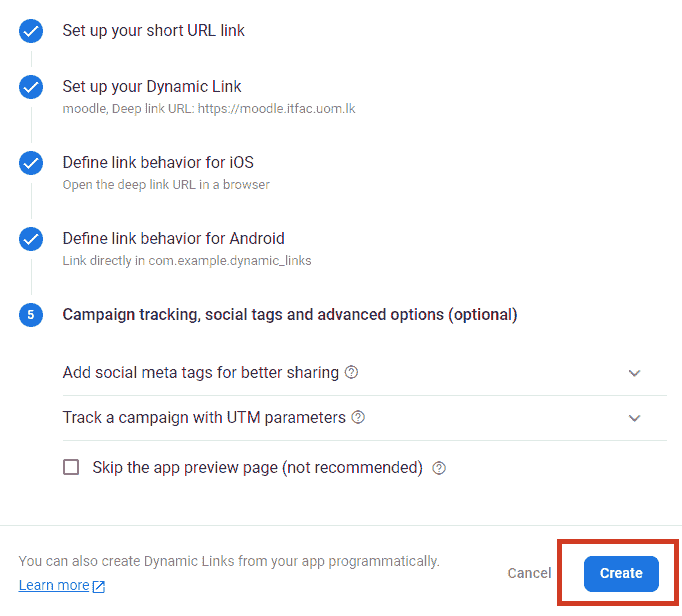 Set up your short URL link
Set up your Dynamic Link
moodle, Deep link URL: https://moodle.itfac.uom.lk
Define link behavior for iOS
Open the deep link URL in a browser
Define link behavior for Android
Link directly in com.example.dynamic_links
5 Campaign tracking, social tags and advanced options (optional)
Add social meta tags for better sharing ?
Track a campaign with UTM parameters ?
Skip the app preview page (not recommended) ?
You can also create Dynamic Links from your app programmatically.
Learn more
Cancel Create